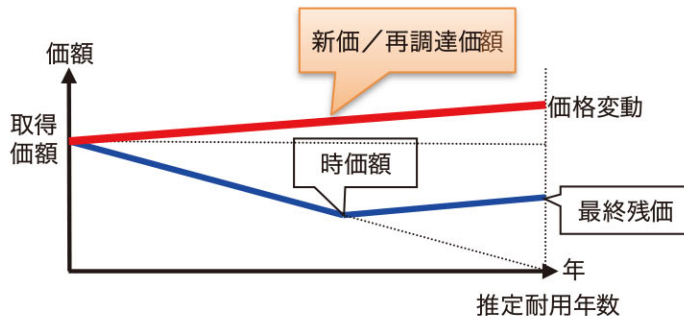 価額
新価／再調達価額
価格変動
取得
価額
時価額
最終残価
年
推定耐用年数